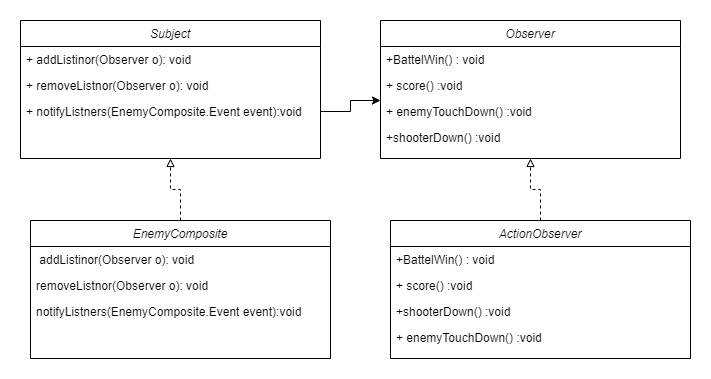 Subject
+ addListinor(Observer o): void
+ removeListnor(Observer o): void
+ notifyListners(EnemyComposite.Event event):void
Observer
+BattelWin() : void
+ score() :void
+ enemyTouchDown() :void
+shooterDown() :void
EnemyComposite
addListinor(Observer o): void
removeListnor(Observer o): void
notifyListners(EnemyComposite.Event event):void
ActionObserver
+BattelWin() : void
+ score() :void
+shooterDown() :void
+ enemyTouchDown() :void